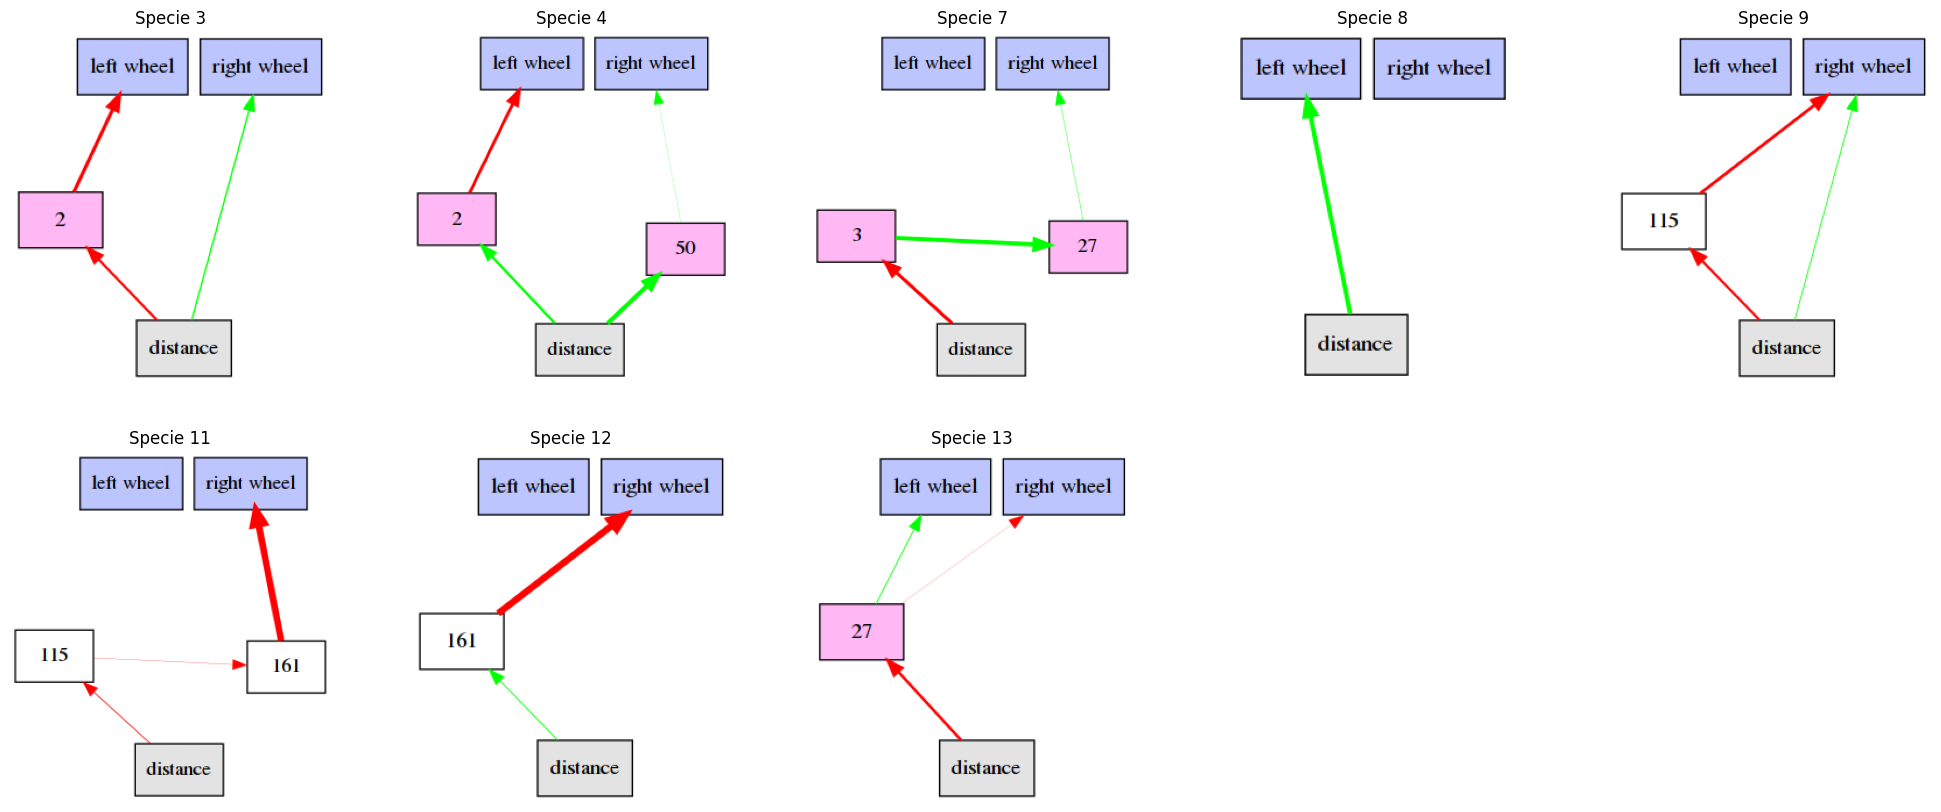 Specie 3
left wheel
right wheel
2
distance
Specie 4
left wheel
right wheel
2
50
distance
Specie 7
left wheel
right wheel
3
27
distance
Specie 8
left wheel
right wheel
distance
Specie 9
left wheel
right wheel
115
distance
Specie 11
left wheel
right wheel
115
161
distance
Specie 12
left wheel
right wheel
161
distance
Specie 13
left wheel
right wheel
27
distance